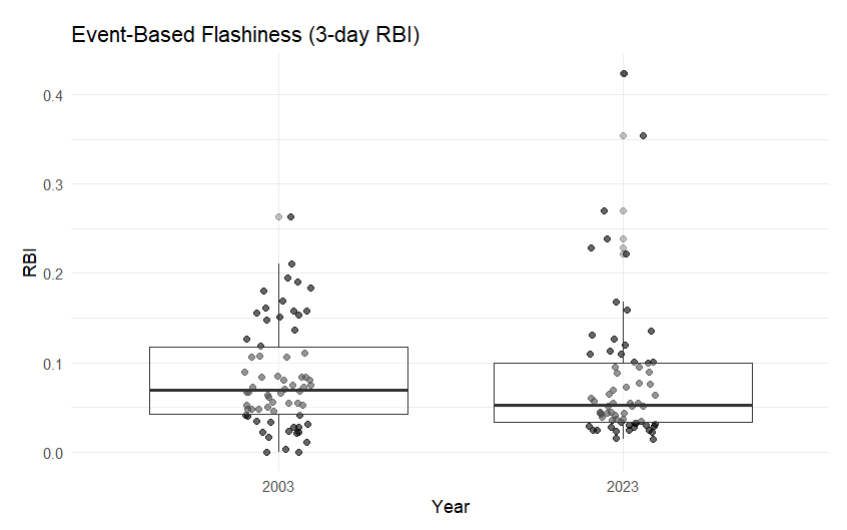 Event-Based Flashiness (3-day RBI)
0.4
0.3
0.2
0.1
0.0
RBI
2003 2023
Year